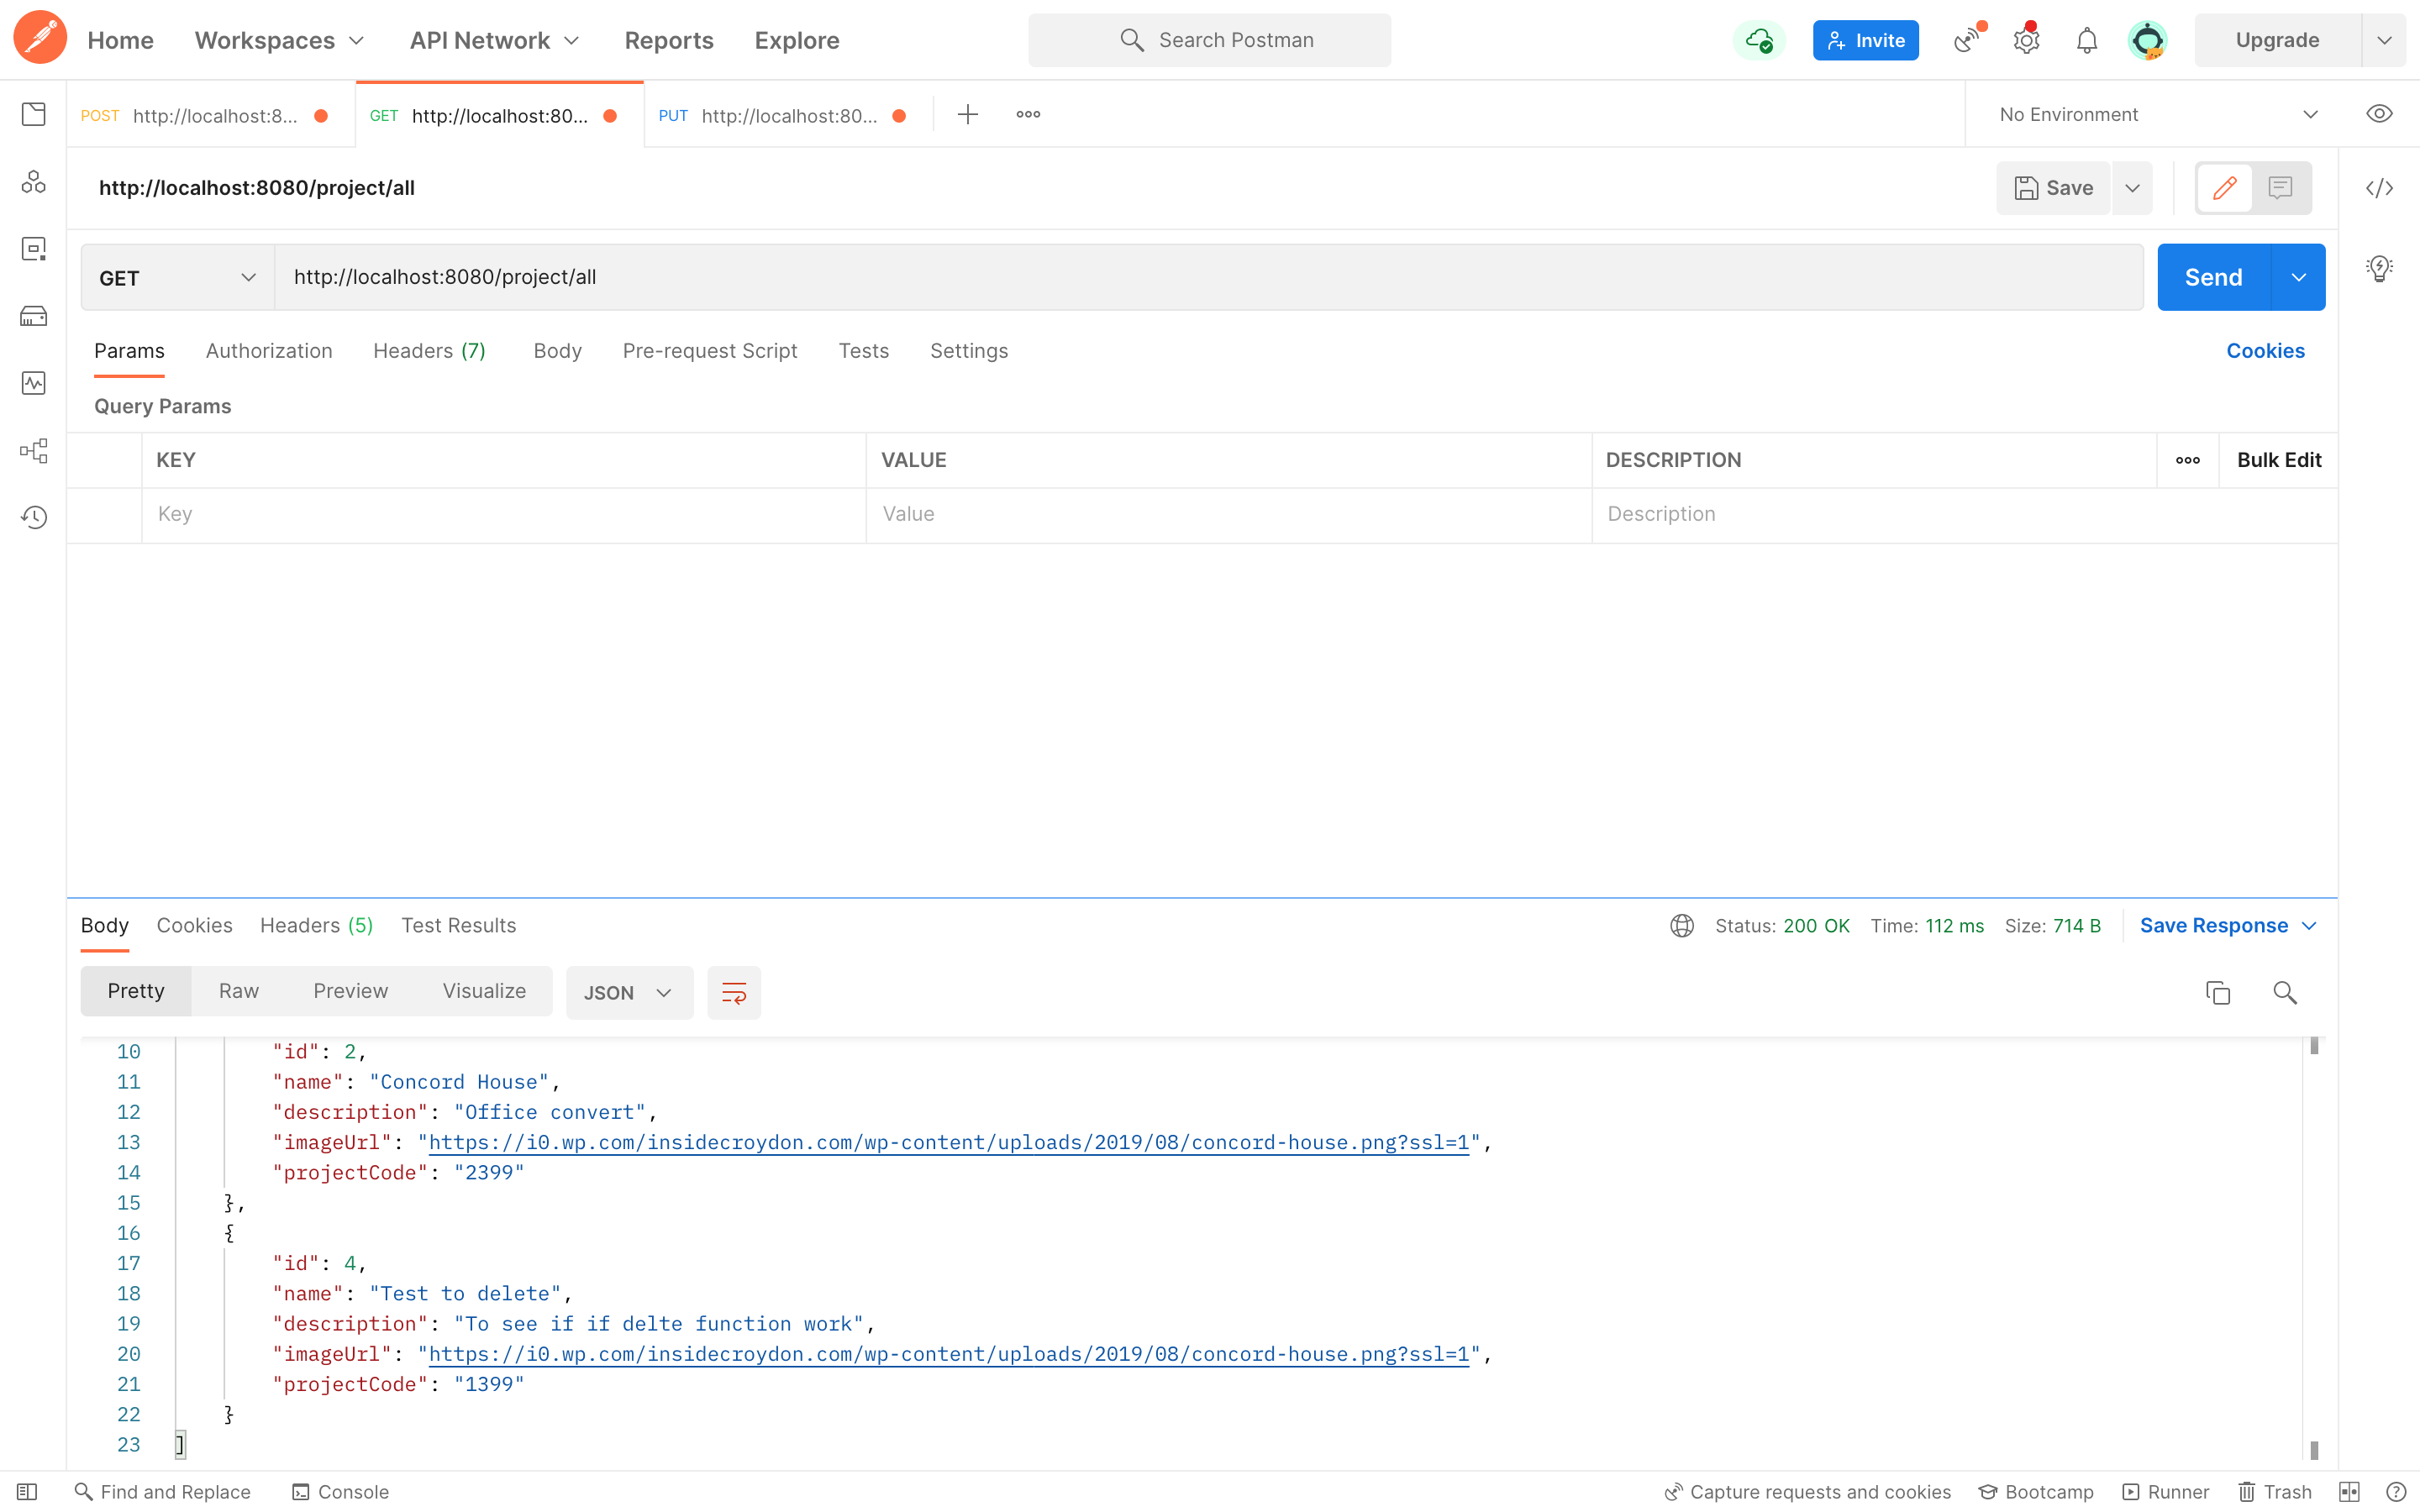 Home Workspaces API Network Reports Explore Search Postman Invite Upgrade
POST http://localhost:8... GET http://localhost:80... PUT http://localhost:80... No Environment
http://localhost:8080/project/all Save
GET http://localhost:8080/project/all Send
Params Authorization Headers (7) Body Pre-request Script Tests Settings Cookies
Query Params
KEY VALUE DESCRIPTION Bulk Edit
Key Value Description
Body Cookies Headers (5) Test Results Status: 200 OK Time: 112 ms Size: 714 B Save Response
Pretty Raw Preview Visualize JSON
10 "id": 2,
11 "name": "Concord House",
12 "description": "Office convert",
13 "imageUrl": "https://i0.wp.com/insidecroydon.com/wp-content/uploads/2019/08/concord-house.png?ssl=1",
14 "projectCode": "2399"
15 },
16 {
17 "id": 4,
18 "name": "Test to delete",
19 "description": "To see if if delte function work",
20 "imageUrl": "https://i0.wp.com/insidecroydon.com/wp-content/uploads/2019/08/concord-house.png?ssl=1",
21 "projectCode": "1399"
22 }
23 ]
Find and Replace Console Capture requests and cookies Bootcamp Runner Trash